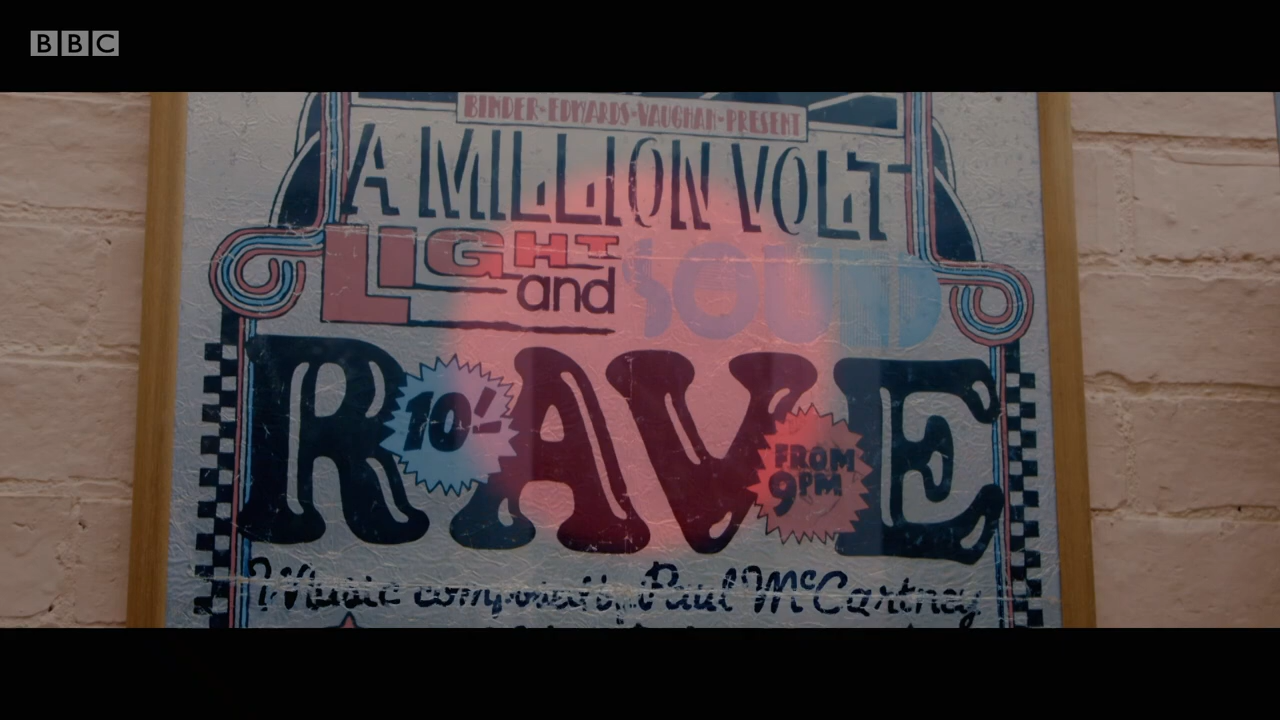 BBC
BINDER·EDWARDS·VAUGHAN·PRESENT
A MILLION VOLT
LIGHT
and SOUND
RAVE
10/-
FROM
9PM
Music composed by Paul McCartney